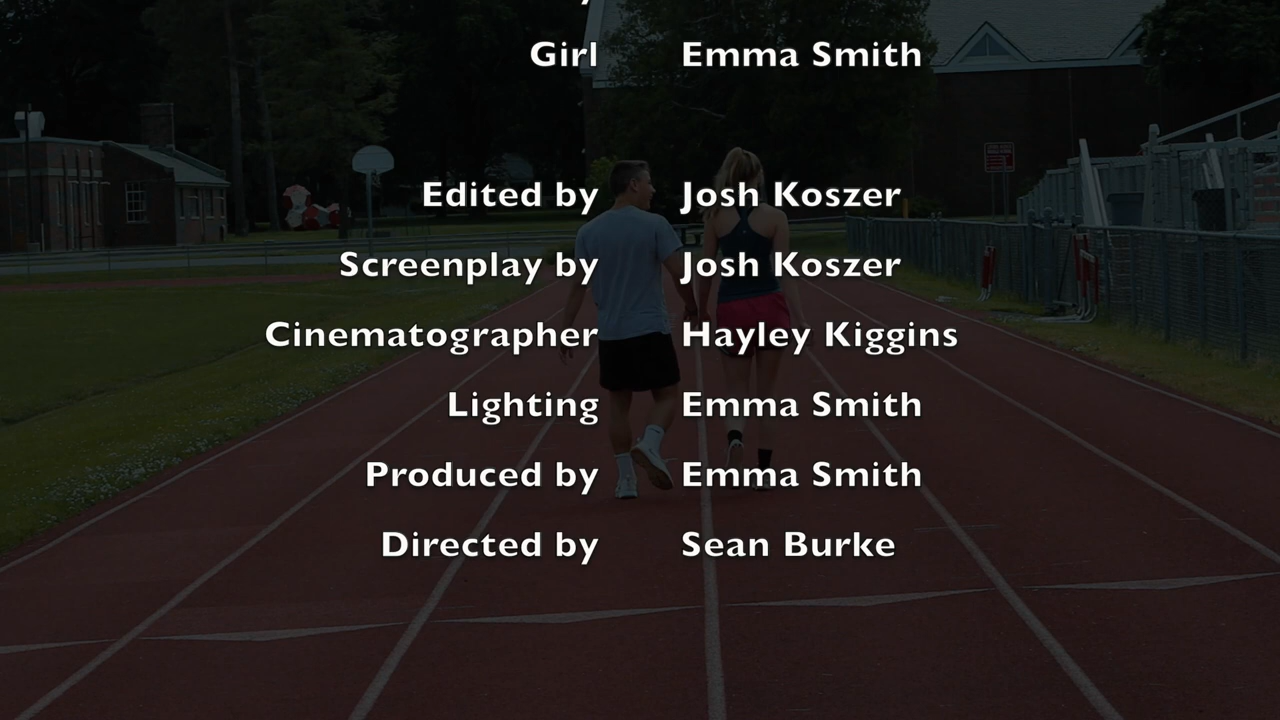 Girl Emma Smith
Edited by Josh Koszer
Screenplay by Josh Koszer
Cinematographer Hayley Kiggins
Lighting Emma Smith
Produced by Emma Smith
Directed by Sean Burke